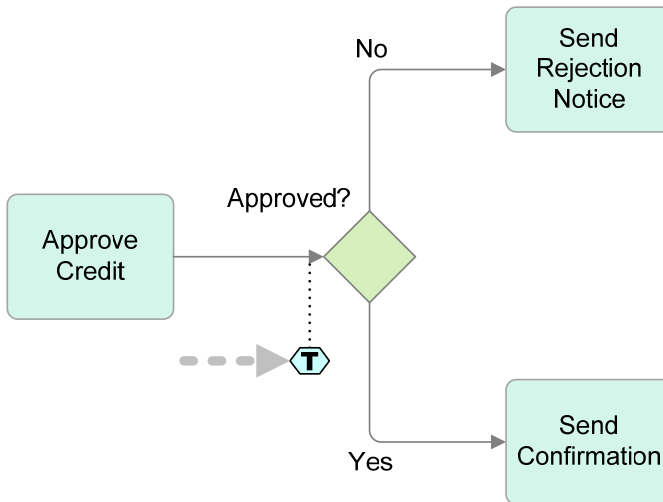 No
Send
Rejection
Notice
Approved?
Approve
Credit
T
Yes
Send
Confirmation